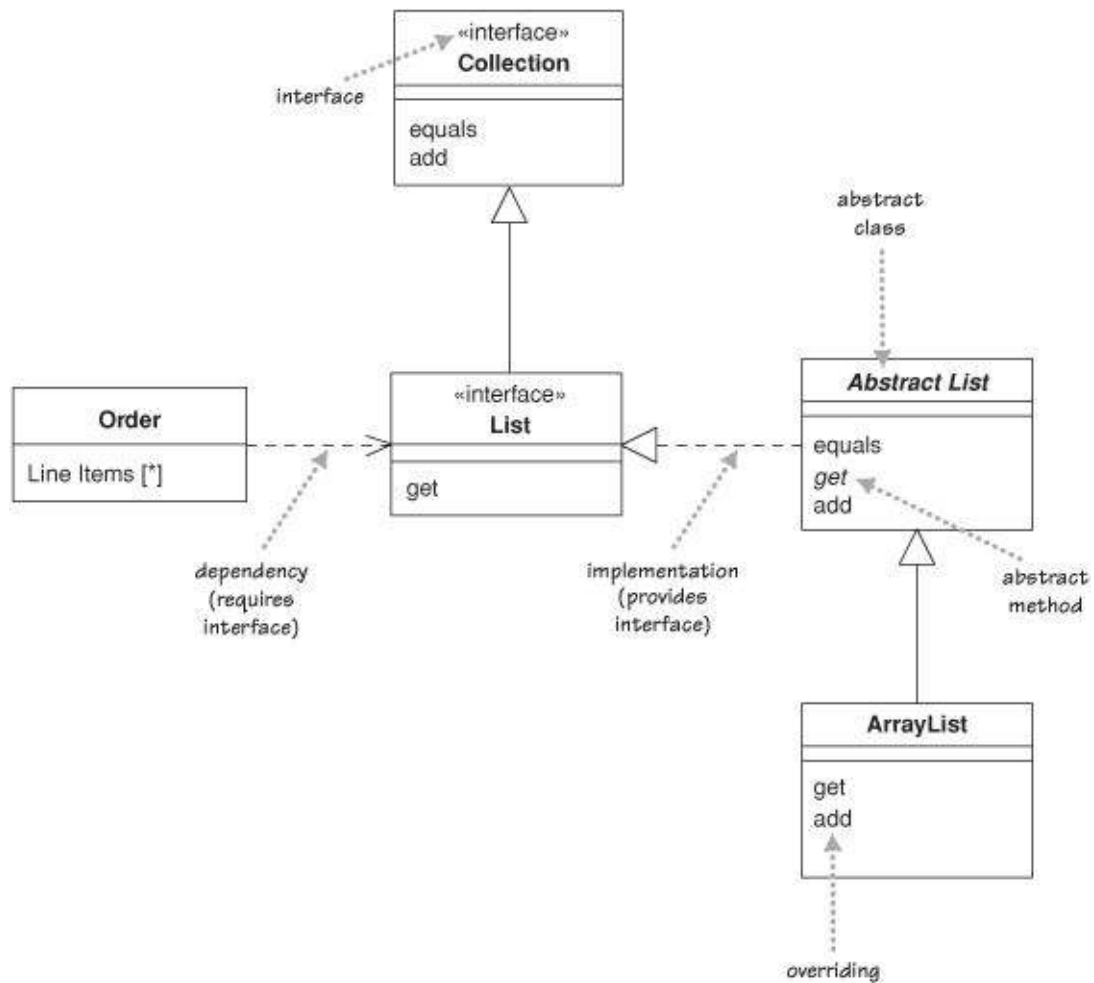 «interface»
Collection
interface
equals
add
abstract
class
Order
Line Items [*]
«interface»
List
get
Abstract List
equals
get
add
dependency
(requires
interface)
implementation
(provides
interface)
abstract
method
ArrayList
get
add
overriding